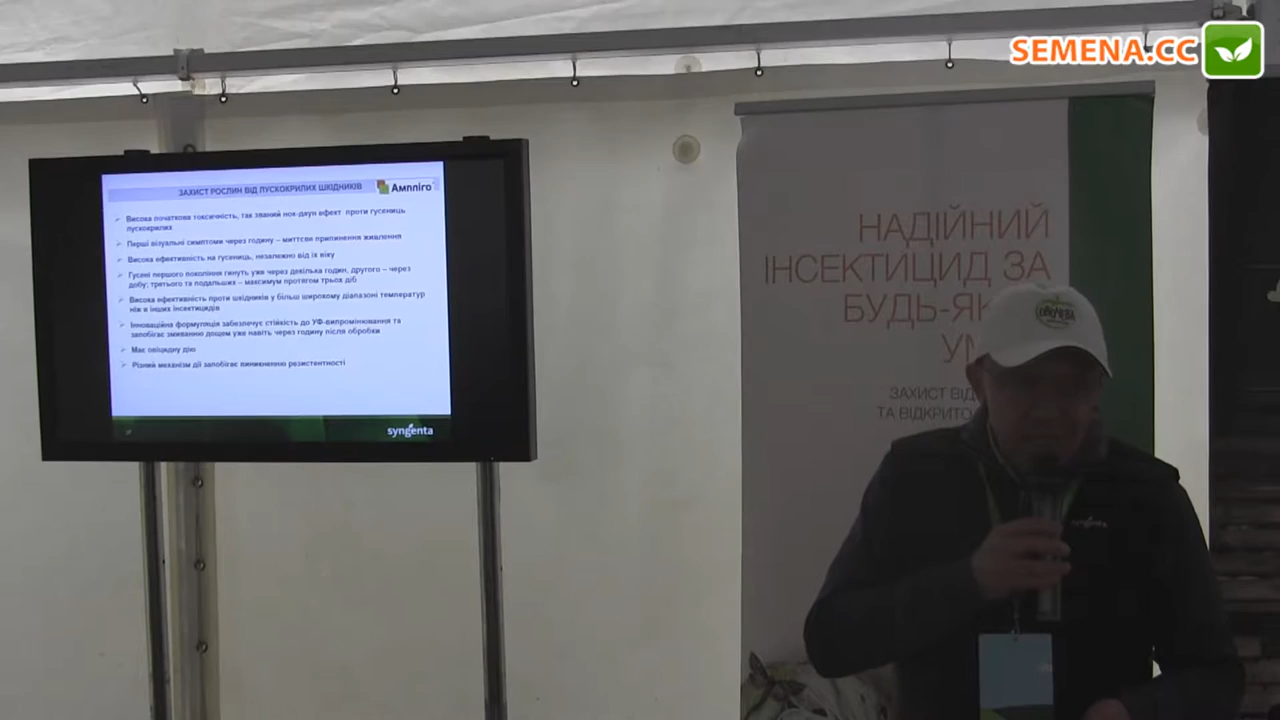 SEMENA.CC
ЗАХИСТ РОСЛИН ВІД ЛУСКОКРИЛИХ ШКІДНИКІВ
Ампліго
Висока початкова токсичність, так званий нок-даун ефект проти гусениць
лускокрилих
Перші візуальні симптоми через годину – миттєве припинення живлення
Висока ефективність на гусениць, незалежно від їх віку
Гусені першого покоління гинуть уже через декілька годин, другого – через
добу; третього та подальших – максимум протягом трьох діб
Висока ефективність проти шкідників у більш широкому діапазоні температур
ніж в інших інсектицидів
Інноваційна формуляція забезпечує стійкість до УФ-випромінювання та
запобігає змиванню дощем уже навіть через годину після обробки
Має овіцидну дію
Різний механізм дії запобігає виникненню резистентності
syngenta
НАДІЙНИЙ
ІНСЕКТИЦИД ЗА
БУДЬ-ЯК
УМ
ЗАХИСТ ВІД
ТА ВІДКРИТО